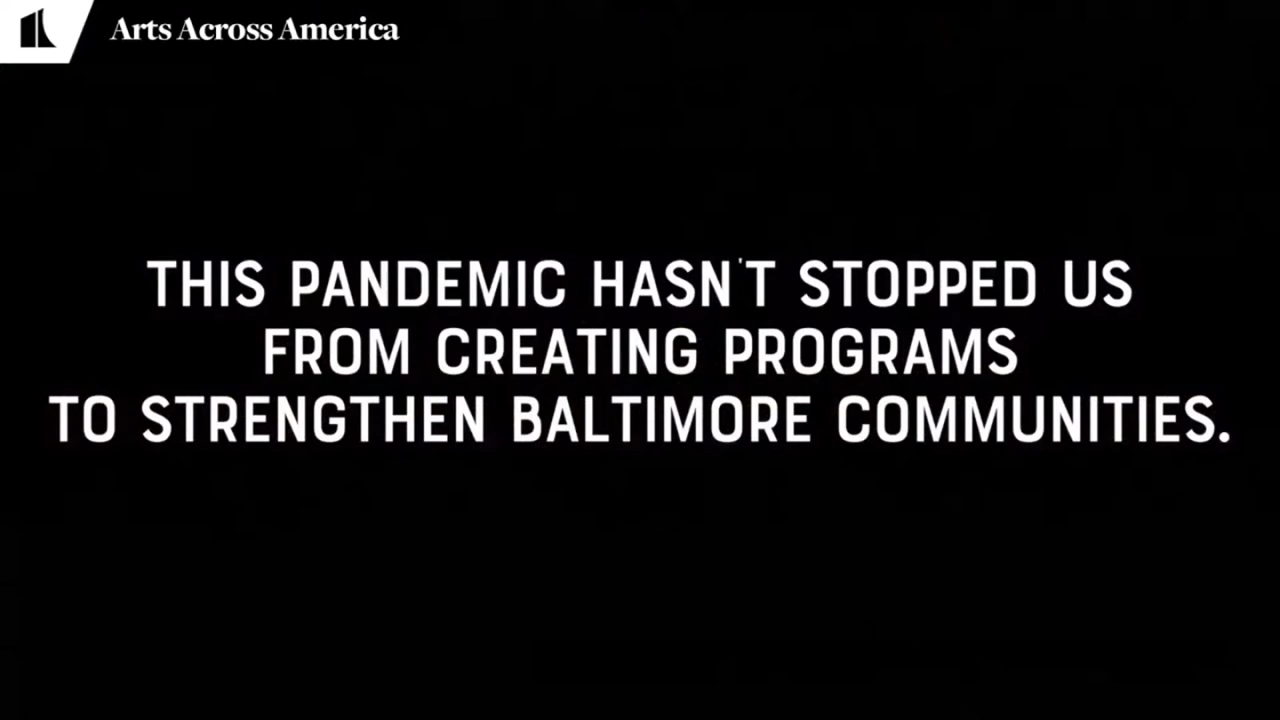 Arts Across America
THIS PANDEMIC HASN'T STOPPED US
FROM CREATING PROGRAMS
TO STRENGTHEN BALTIMORE COMMUNITIES.